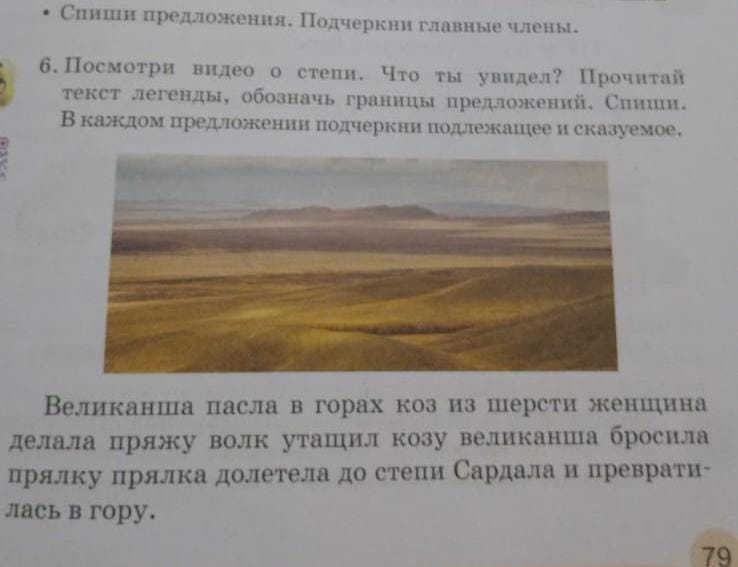 • Спиши предложения. Подчеркни главные члены.
6. Посмотри видео о степи. Что ты увидел? Прочитай
текст легенды, обозначь границы предложений. Спиши.
В каждом предложении подчеркни подлежащее и сказуемое.
Великанша пасла в горах коз из шерсти женщина
делала пряжу волк утащил козу великанша бросила
прялку прялка долетела до степи Сардала и преврати-
лась в гору.
79